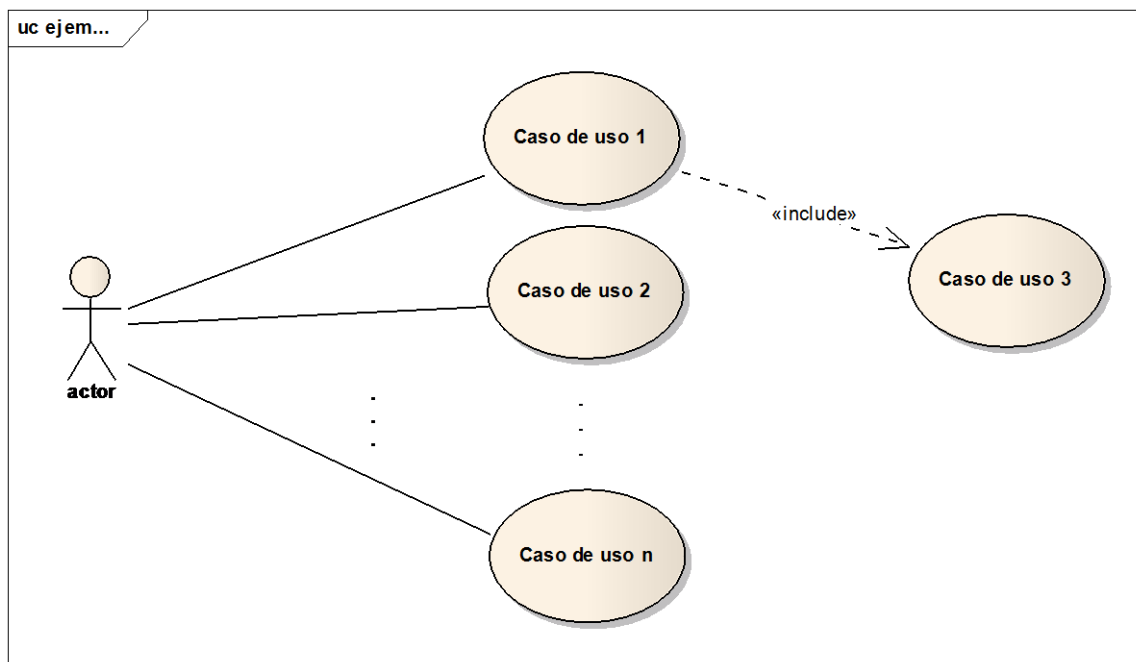 uc ejem...
Caso de uso 1
«include»
Caso de uso 2
Caso de uso 3
actor
Caso de uso n